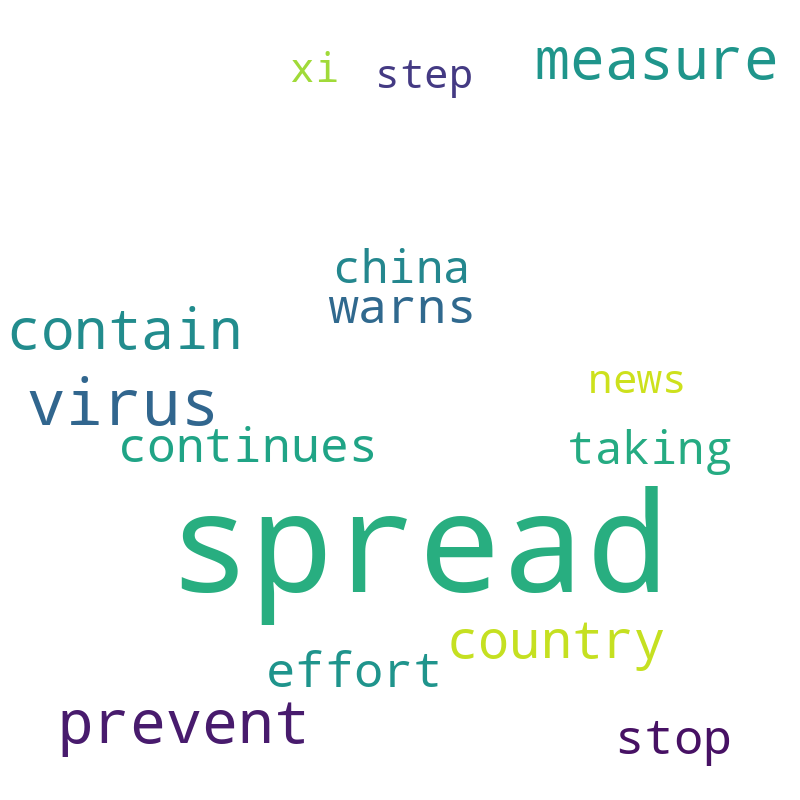 xi step measure
china
warns
contain
news
virus
continues taking
spread
country
effort
prevent stop